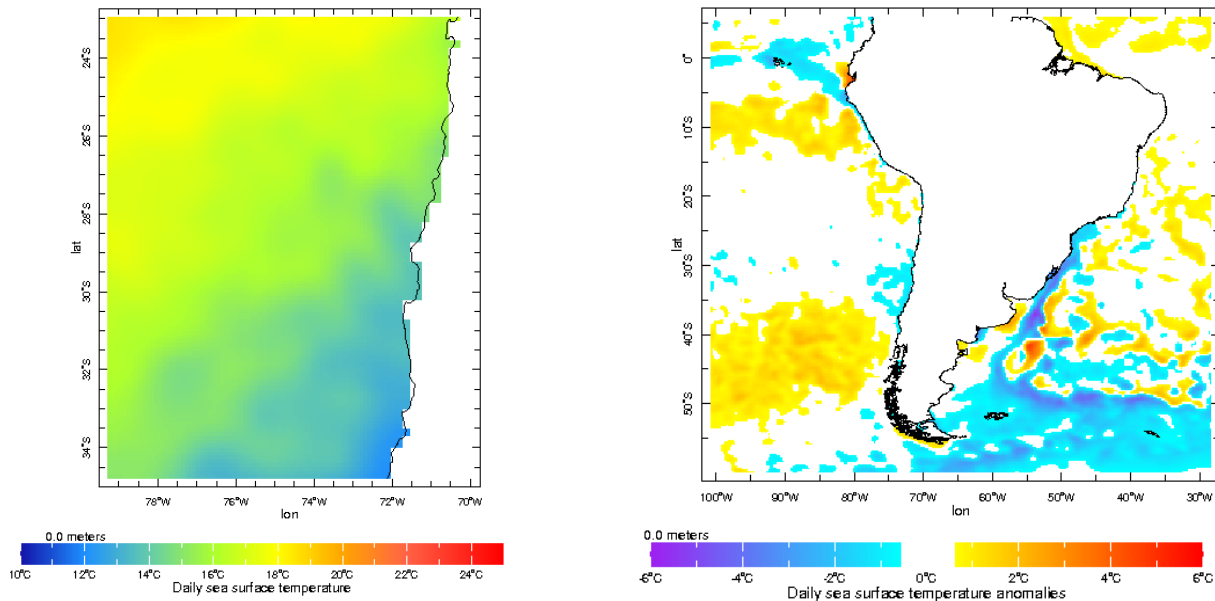 24°S
26°S
28°S
lat
30°S
32°S
34°S
78°W 76°W 74°W 72°W 70°W
lon
0.0 meters
10°C 12°C 14°C 16°C 18°C 20°C 22°C 24°C
Daily sea surface temperature
0°
10°S
20°S
lat
30°S
40°S
50°S
100°W 90°W 80°W 70°W 60°W 50°W 40°W 30°W
lon
0.0 meters
-6°C -4°C -2°C 0°C 2°C 4°C 6°C
Daily sea surface temperature anomalies